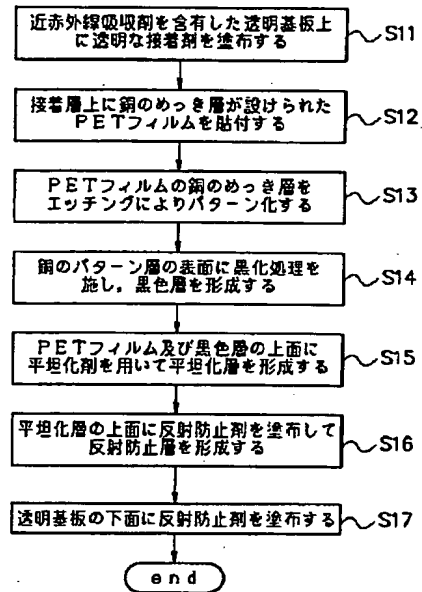 近赤外線吸収剤を含有した透明基板上
に透明な接着剤を塗布する
S11
接着層上に銅のめっき層が設けられた
PETフィルムを貼付する
S12
PETフィルムの銅のめっき層を
エッチングによりパターン化する
S13
銅のパターン層の表面に黒化処理を
施し,黒色層を形成する
S14
PETフィルム及び黒色層の上面に
平坦化剤を用いて平坦化層を形成する
S15
平坦化層の上面に反射防止剤を塗布して
反射防止層を形成する
S16
透明基板の下面に反射防止剤を塗布する
S17
end